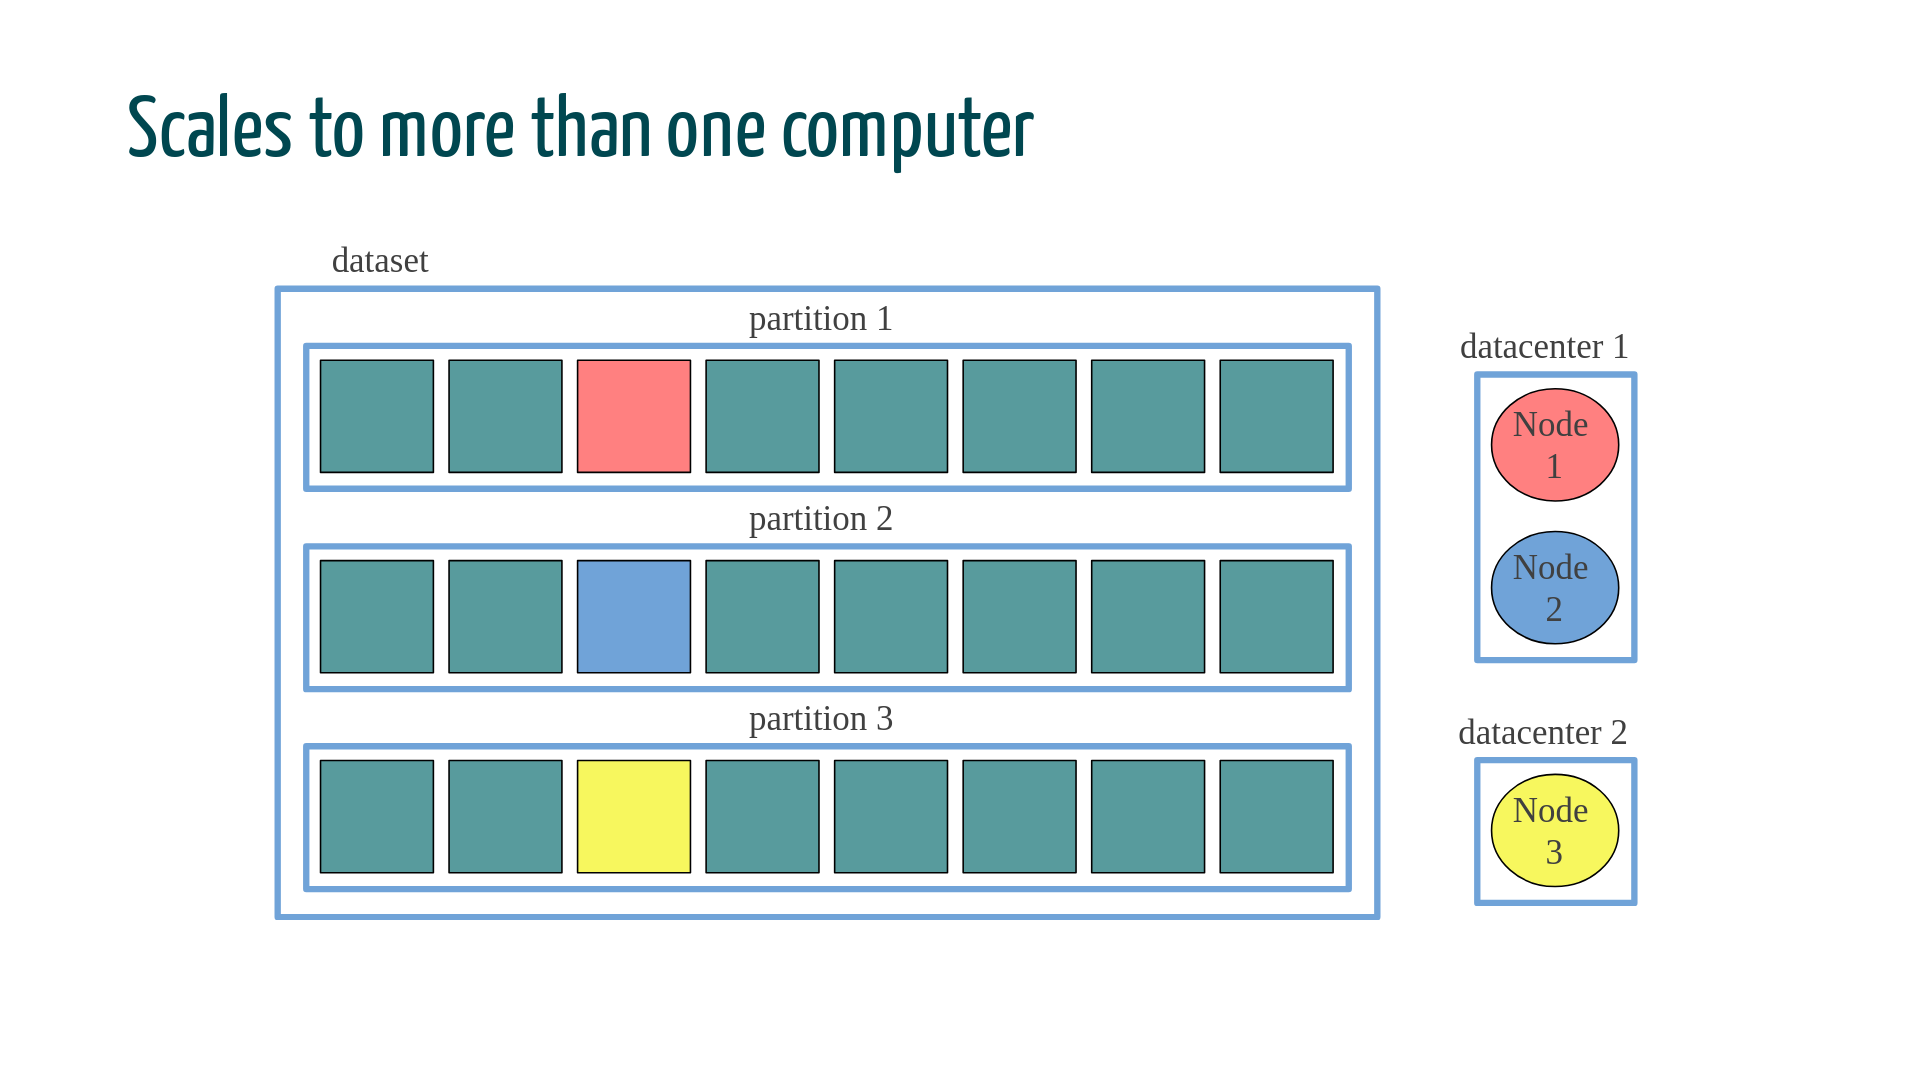 Scales to more than one computer
dataset
partition 1
partition 2
partition 3
datacenter 1
Node
1
Node
2
datacenter 2
Node
3